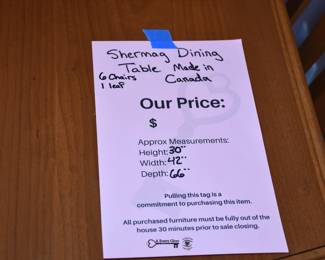 Shermag Dining
Table Made in
6 Chairs Canada
1 leaf
Our Price:
$
Approx Measurements:
Height: 30"
Width: 42"
Depth: 66"
Pulling this tag is a
commitment to purchasing this item.
All purchased furniture must be fully out of the
house 30 minutes prior to sale closing.